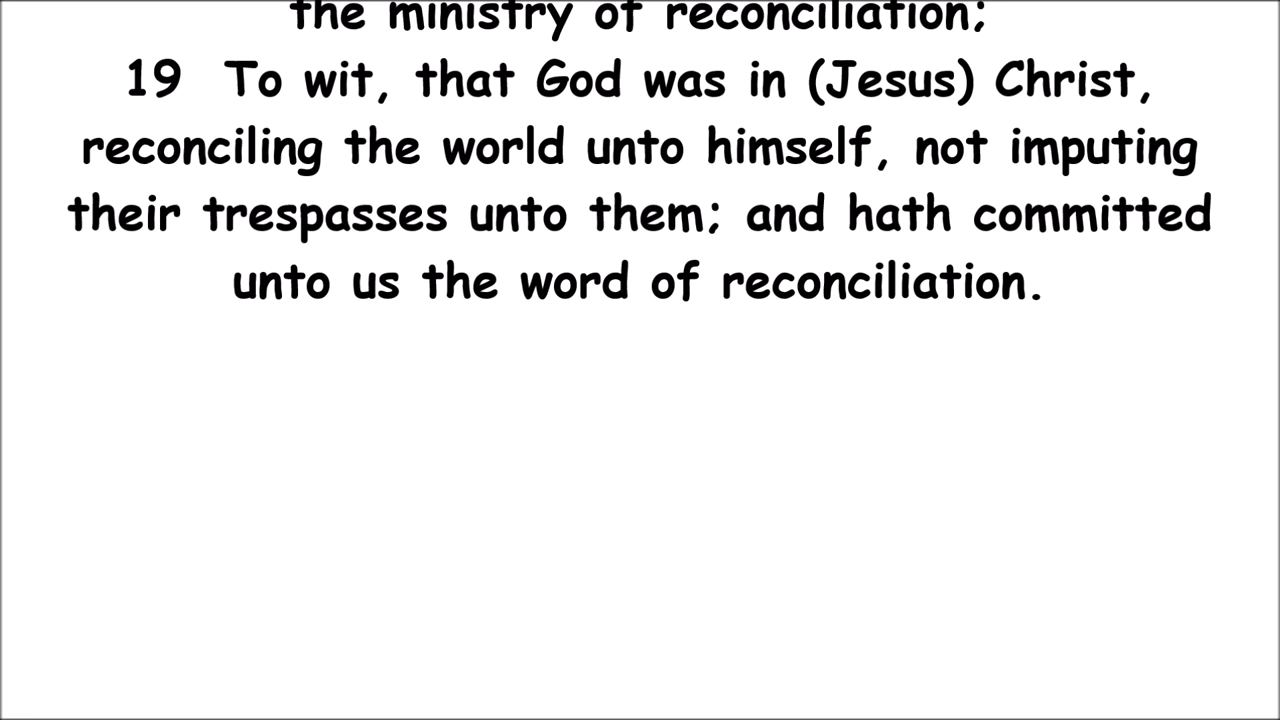 the ministry of reconciliation;
19 To wit, that God was in (Jesus) Christ,
reconciling the world unto himself, not imputing
their trespasses unto them; and hath committed
unto us the word of reconciliation.